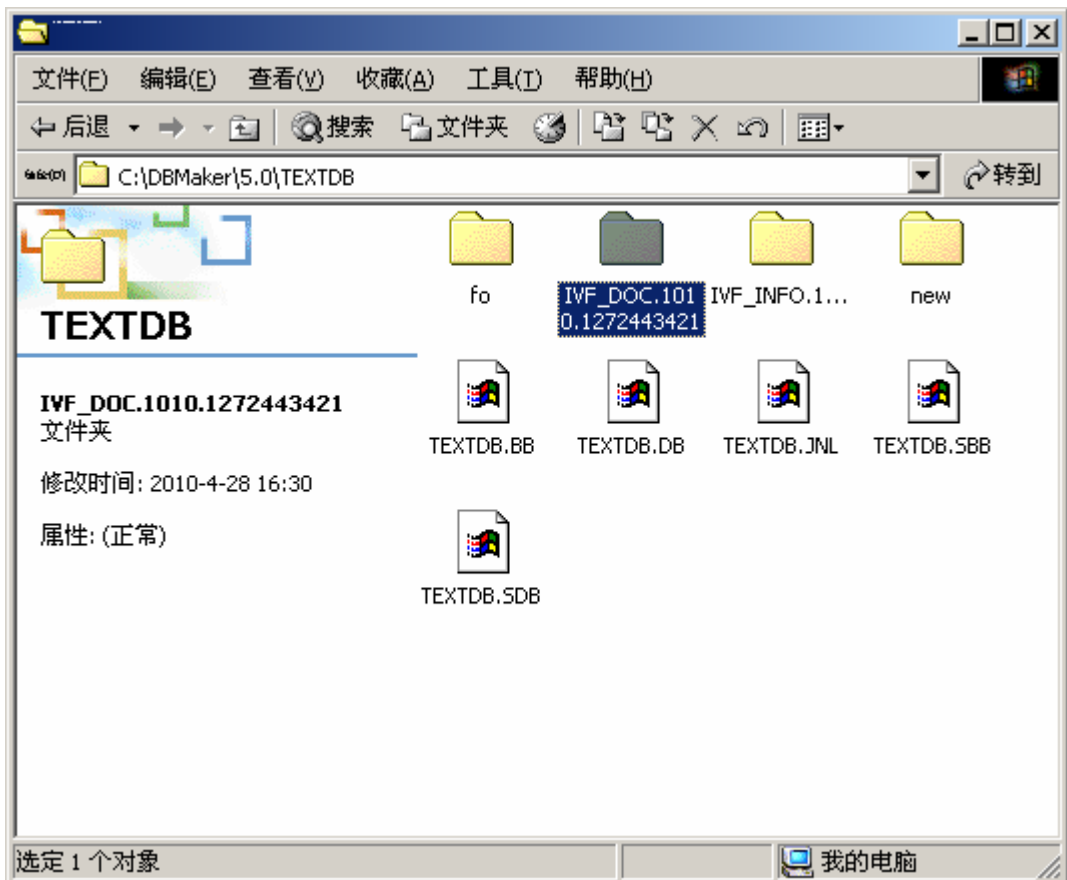 文件(F) 编辑(E) 查看(V) 收藏(A) 工具(T) 帮助(H)
后退 搜索 文件夹
C:\DBMaker\5.0\TEXTDB 转到
TEXTDB
IVF_DOC.1010.1272443421
文件夹
修改时间: 2010-4-28 16:30
属性: (正常)
fo
IVF_DOC.101
0.1272443421
IVF_INFO.1...
new
TEXTDB.BB
TEXTDB.DB
TEXTDB.JNL
TEXTDB.SBB
TEXTDB.SDB
选定 1 个对象 我的电脑